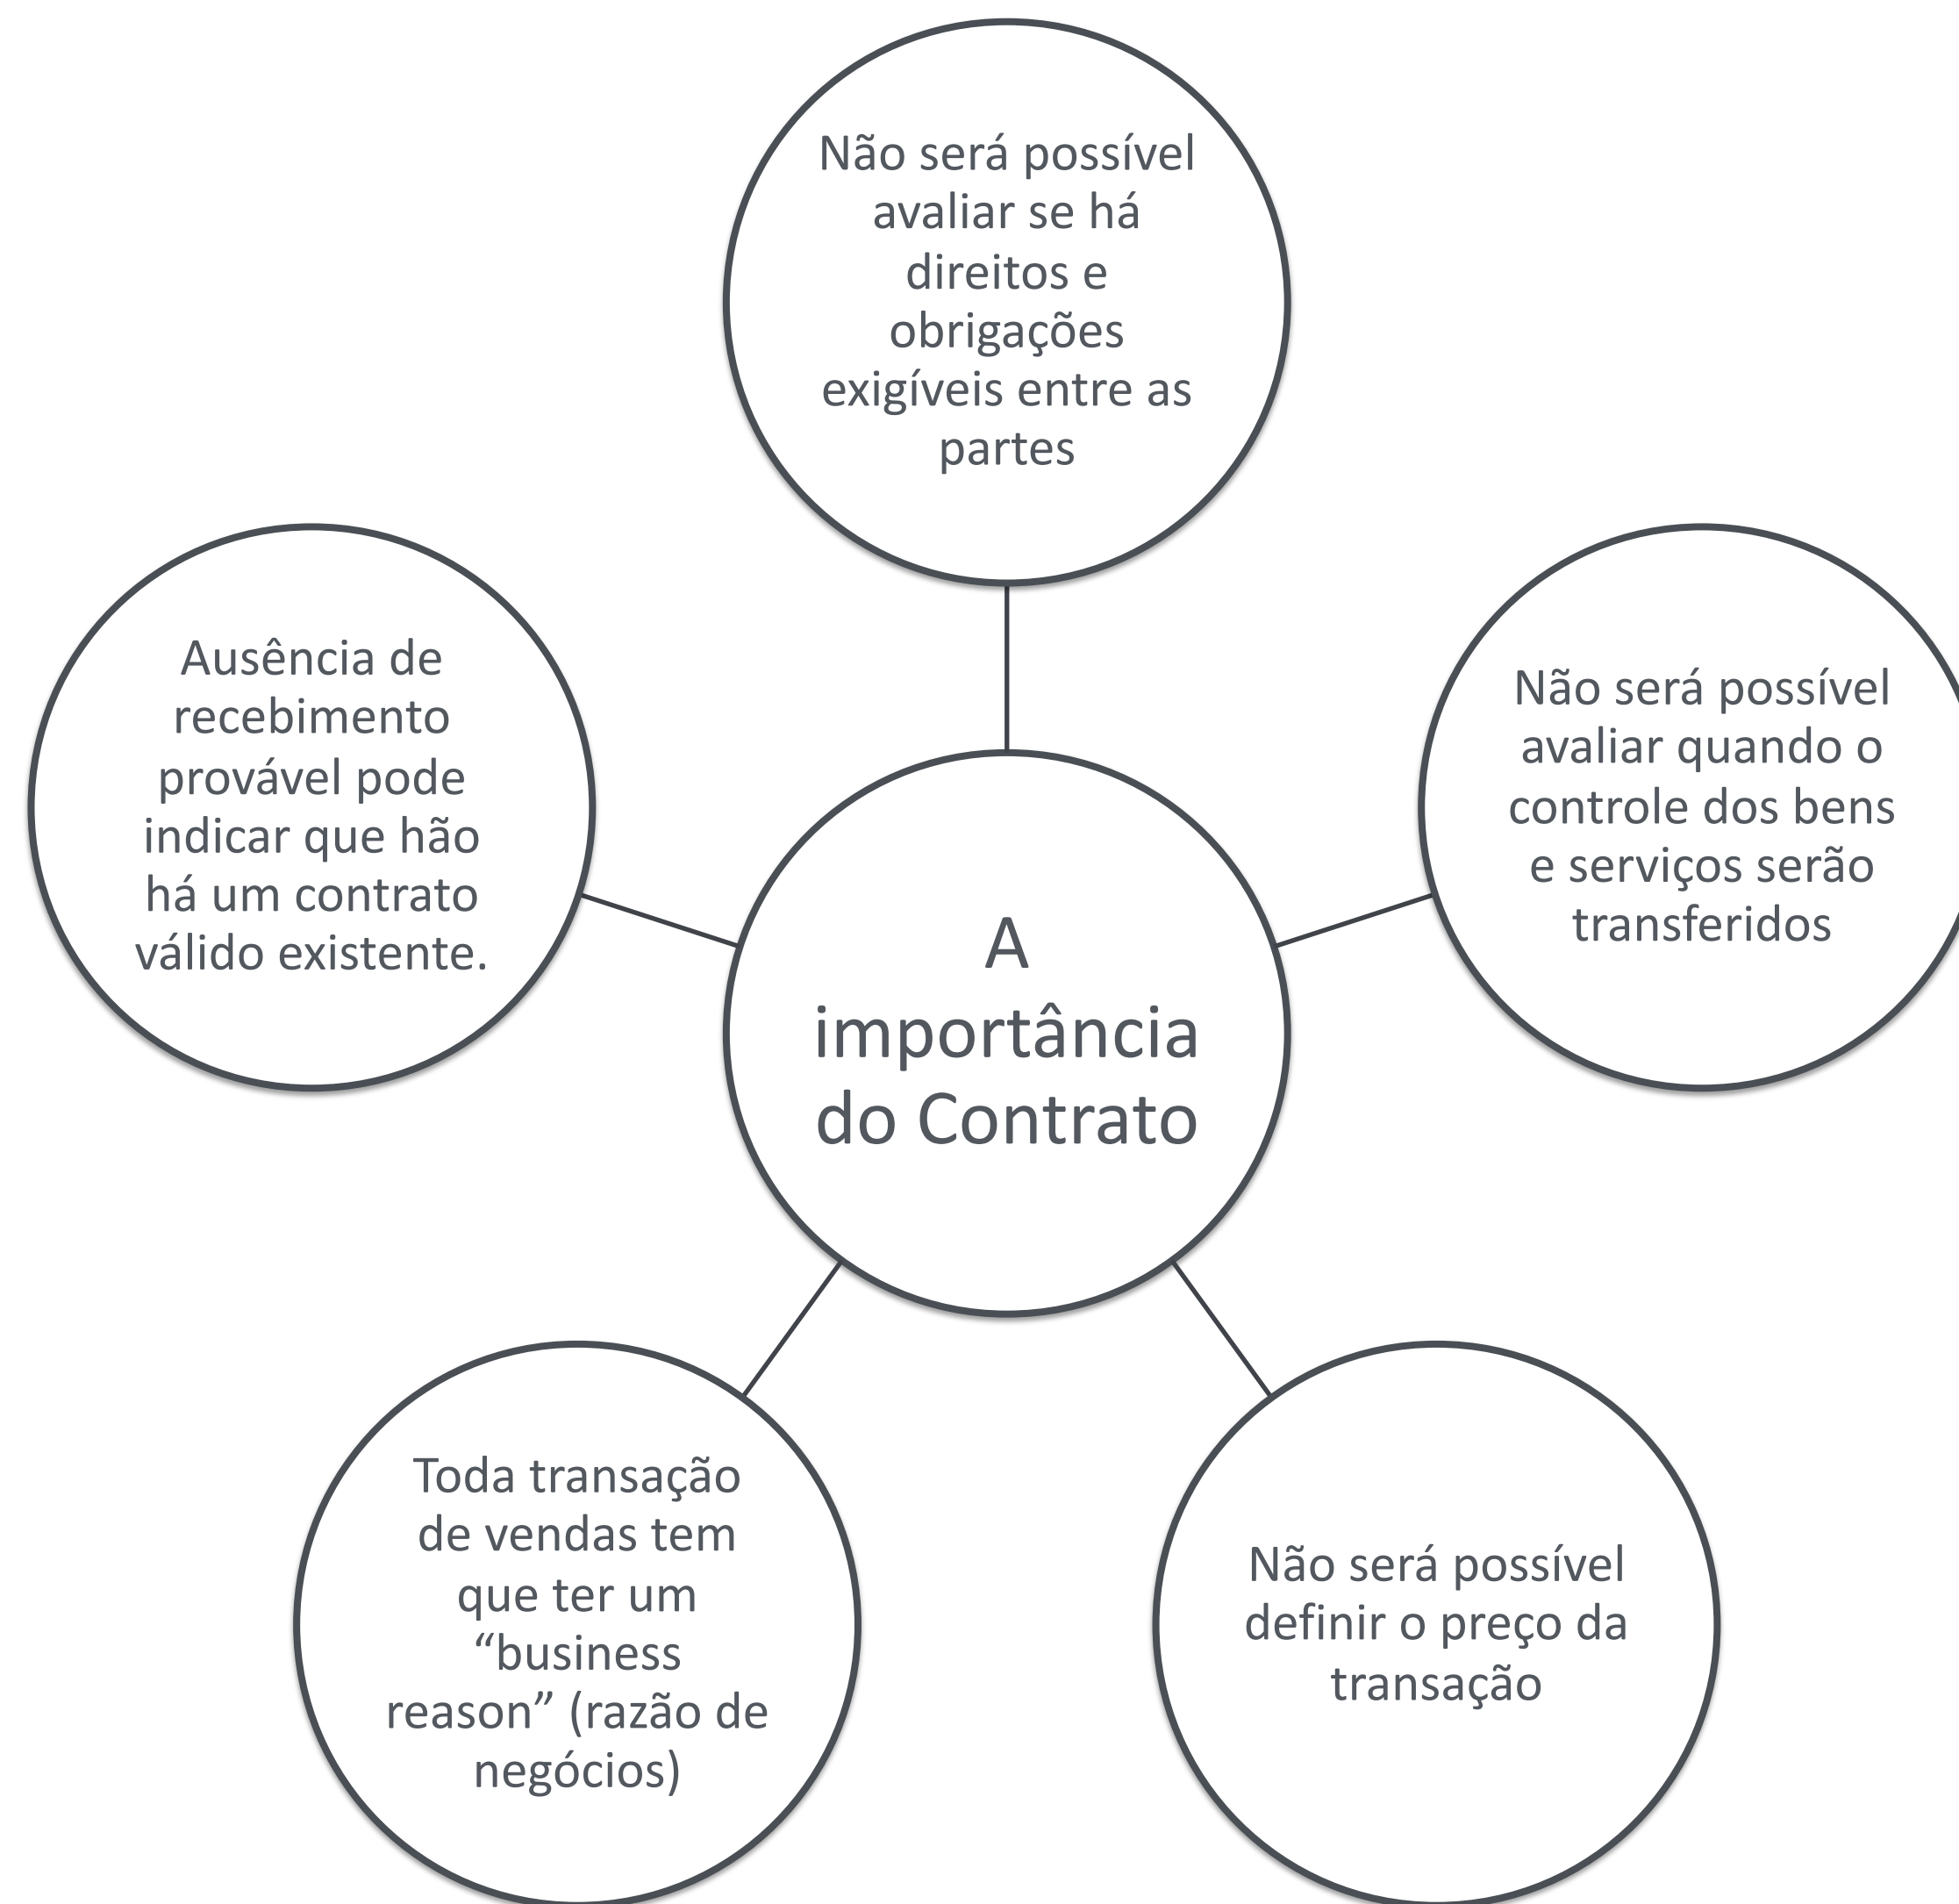 Não será possível
avaliar se há
direitos e
obrigações
exigíveis entre as
partes
Não será possível
avaliar quando o
controle dos bens
e serviços serão
transferidos
Não será possível
definir o preço da
transação
Toda transação
de vendas tem
que ter um
“business
reason” (razão de
negócios)
Ausência de
recebimento
provável pode
indicar que hão
há um contrato
válido existente.
A
importância
do Contrato